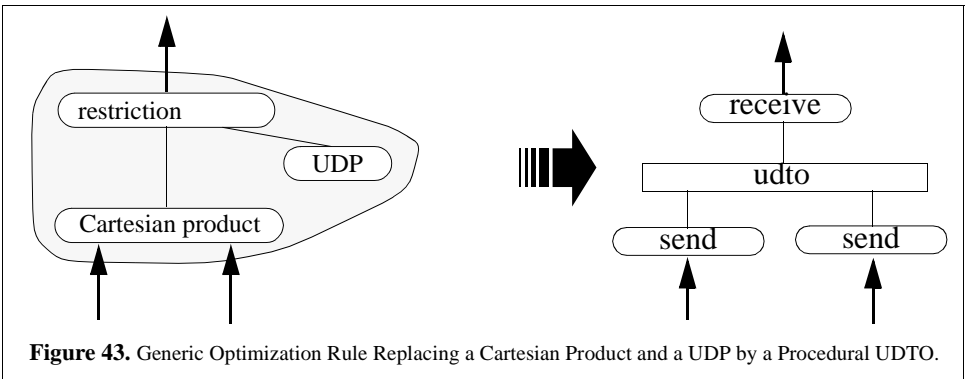 restriction
UDP
Cartesian product
receive
udto
send
send
Figure 43. Generic Optimization Rule Replacing a Cartesian Product and a UDP by a Procedural UDTO.